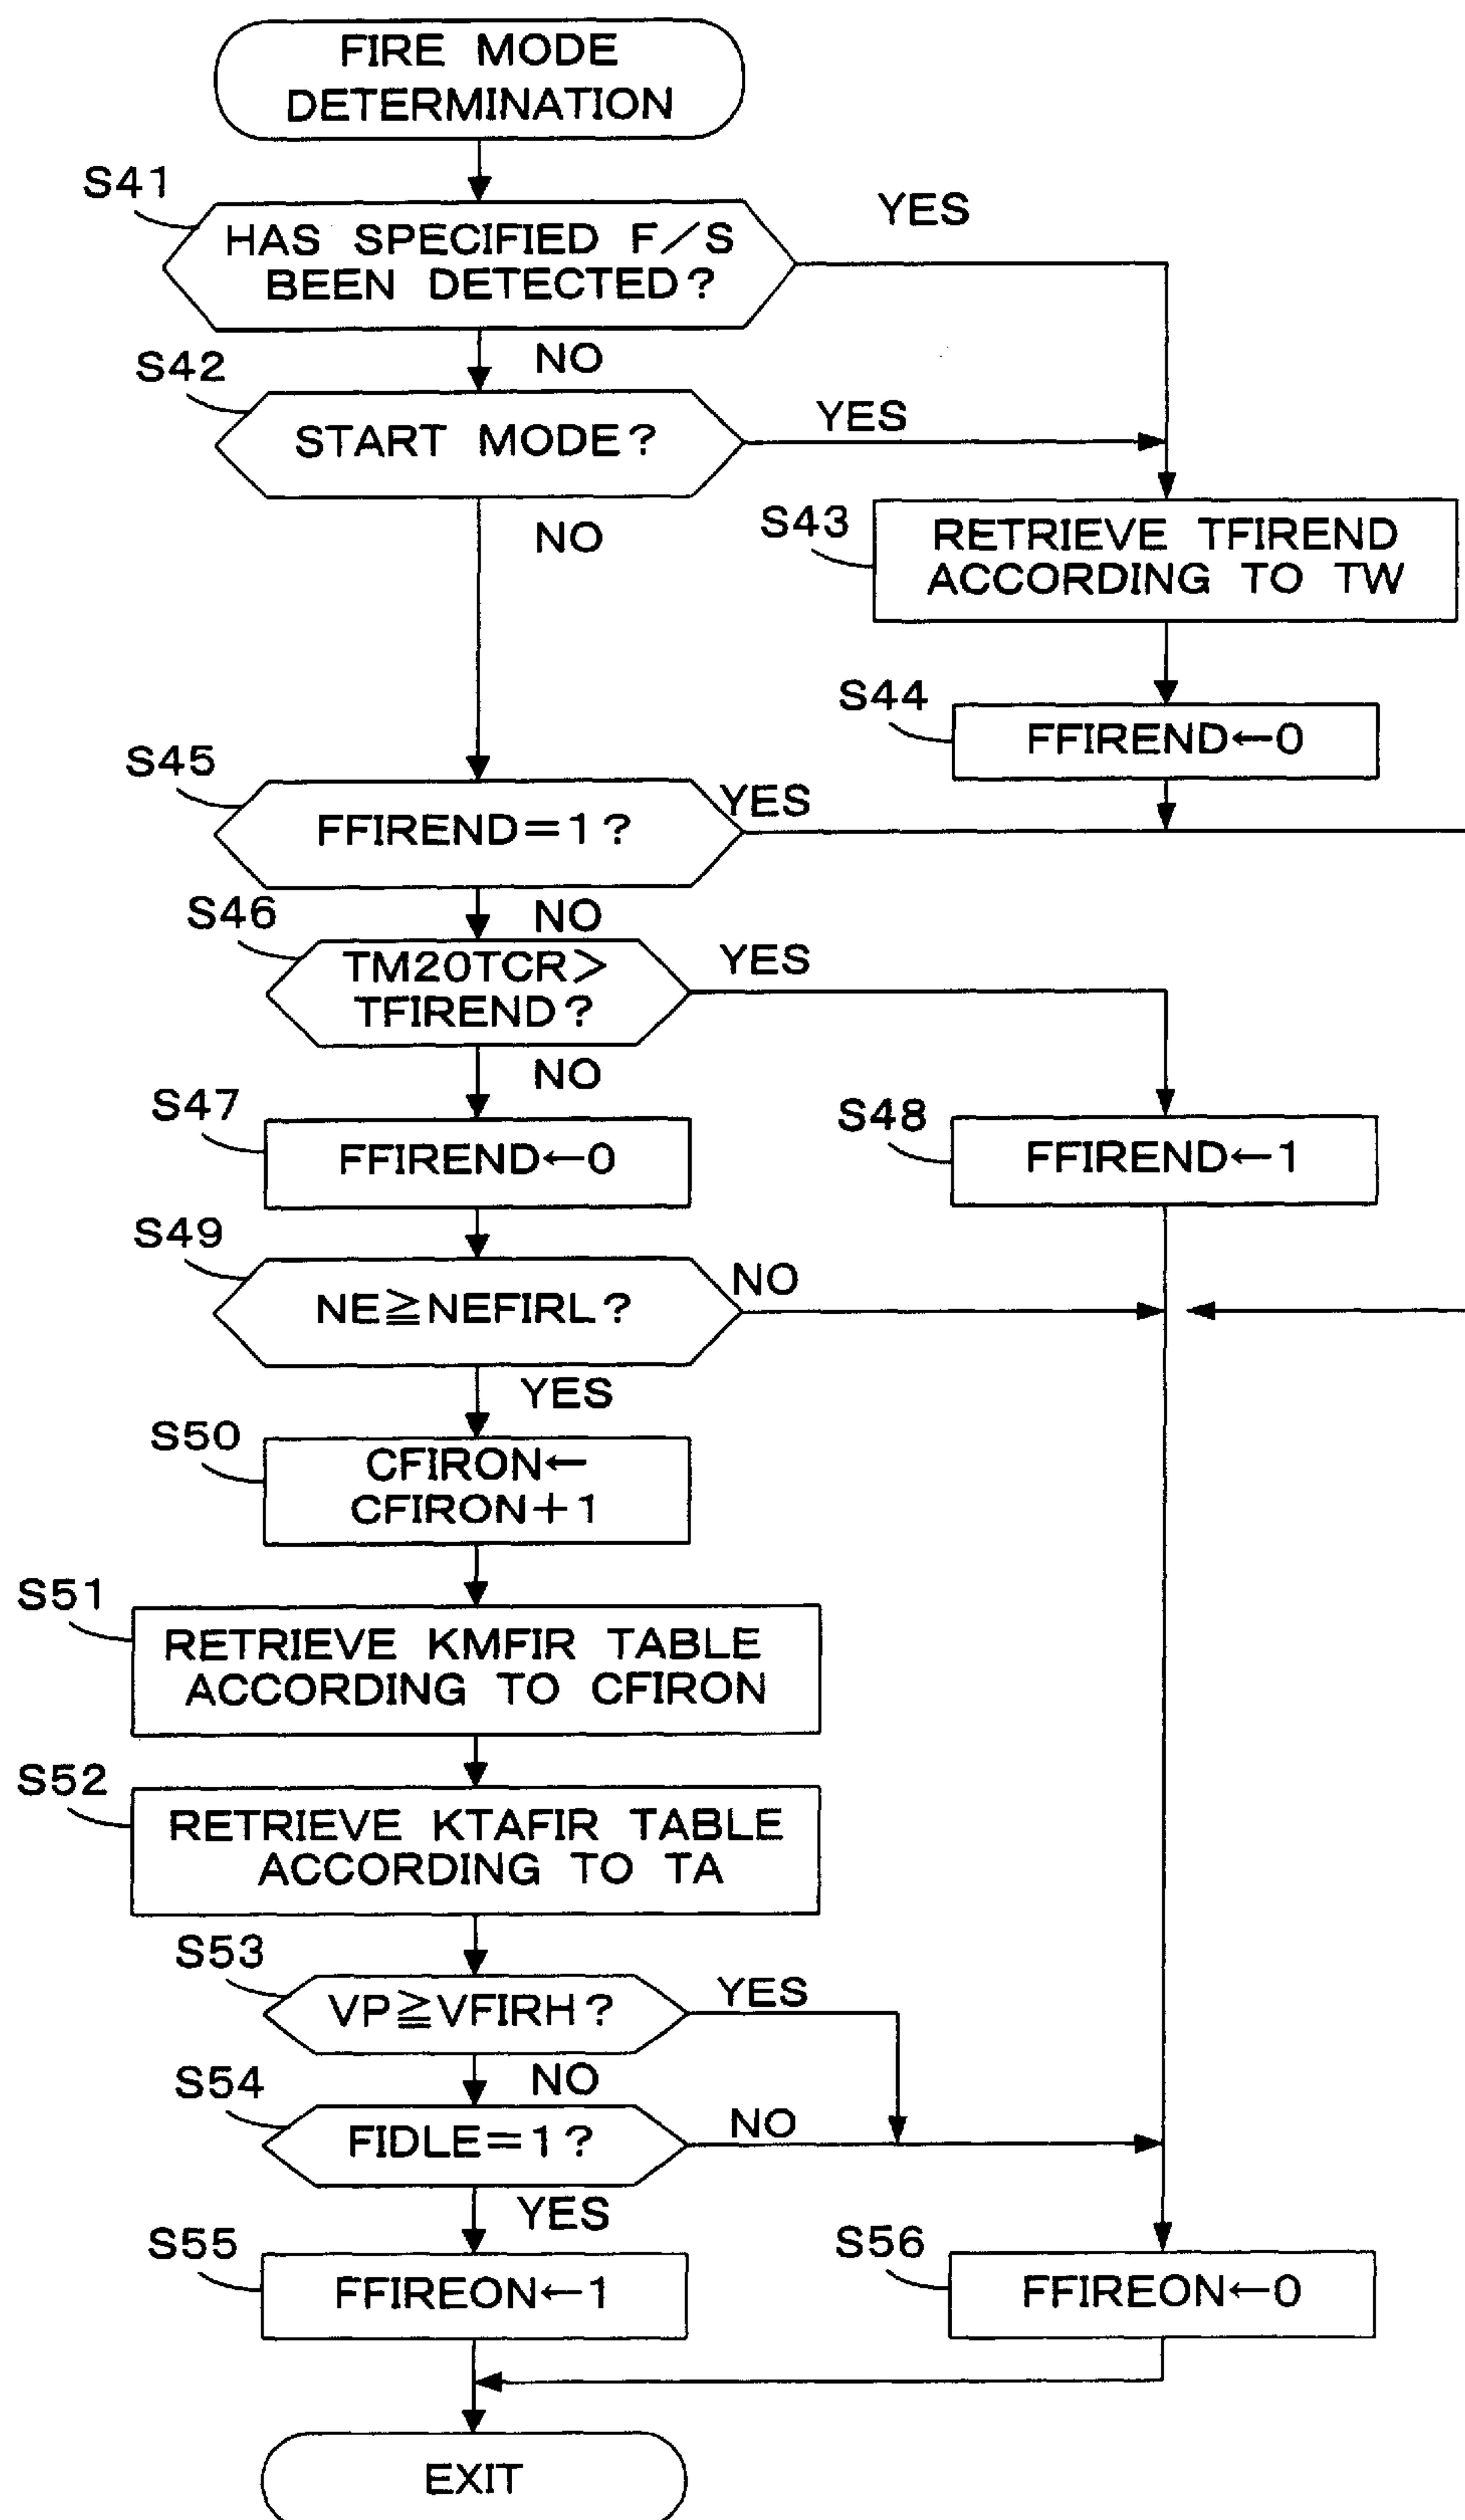 FIRE MODE
DETERMINATION
S41
HAS SPECIFIED F/S
BEEN DETECTED?
YES
NO
S42
START MODE?
YES
NO
S43
RETRIEVE TFIREND
ACCORDING TO TW
S44
FFIREND←0
S45
FFIREND=1?
YES
NO
S46
TM20TCR>
TFIREND?
YES
NO
S47
FFIREND←0
S48
FFIREND←1
S49
NE≧NEFIRL?
NO
YES
S50
CFIRON←
CFIRON+1
S51
RETRIEVE KMFIR TABLE
ACCORDING TO CFIRON
S52
RETRIEVE KTAFIR TABLE
ACCORDING TO TA
S53
VP≧VFIRH?
YES
NO
S54
FIDLE=1?
NO
YES
S55
FFIREON←1
S56
FFIREON←0
EXIT